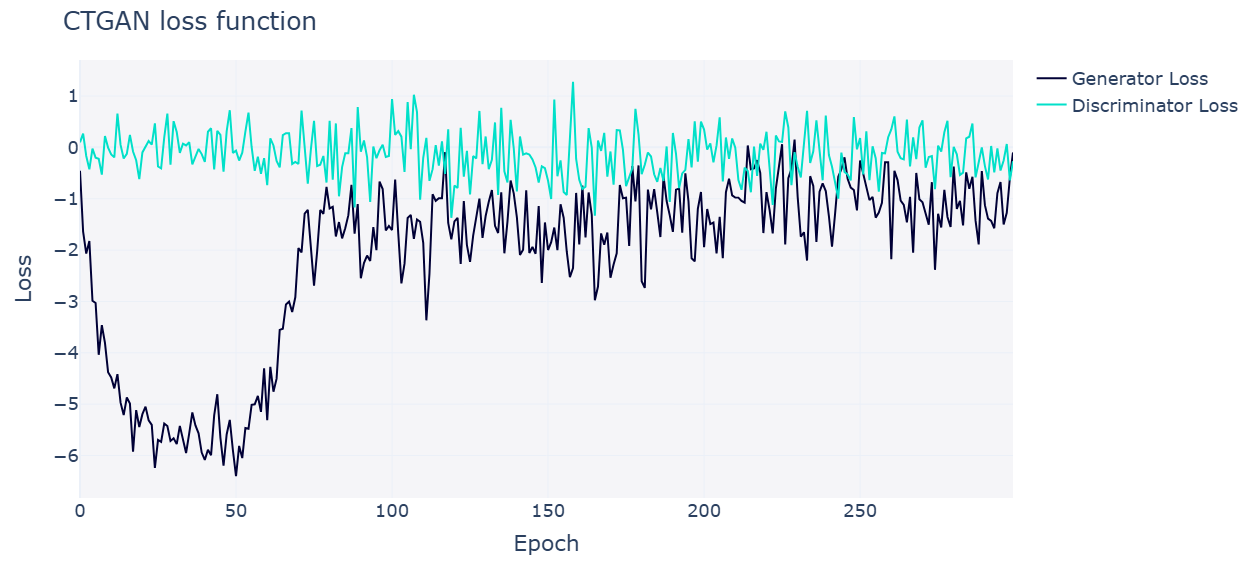 CTGAN loss function
Generator Loss
Discriminator Loss
Loss
1
0
−1
−2
−3
−4
−5
−6
0
50
100
150
200
250
Epoch